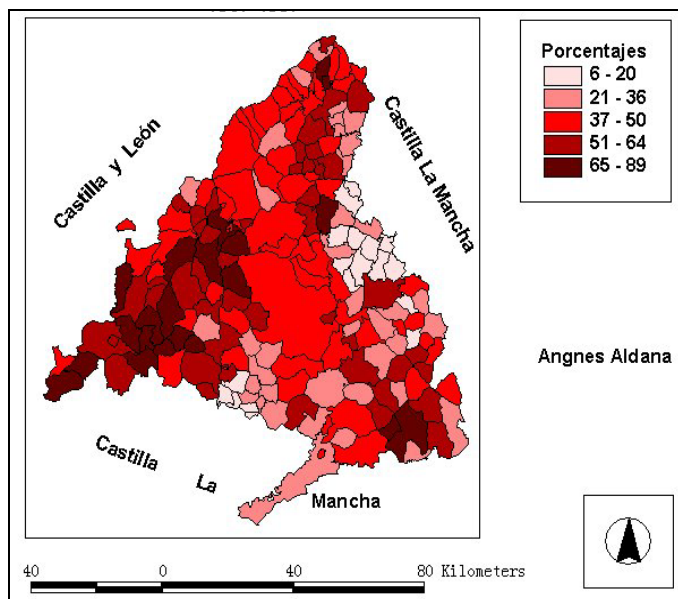 Porcentajes
6 - 20
21 - 36
37 - 50
51 - 64
65 - 89
Castilla y León
Castilla La Mancha
Angnes Aldana
Castilla La Mancha
40 0 40 80 Kilometers